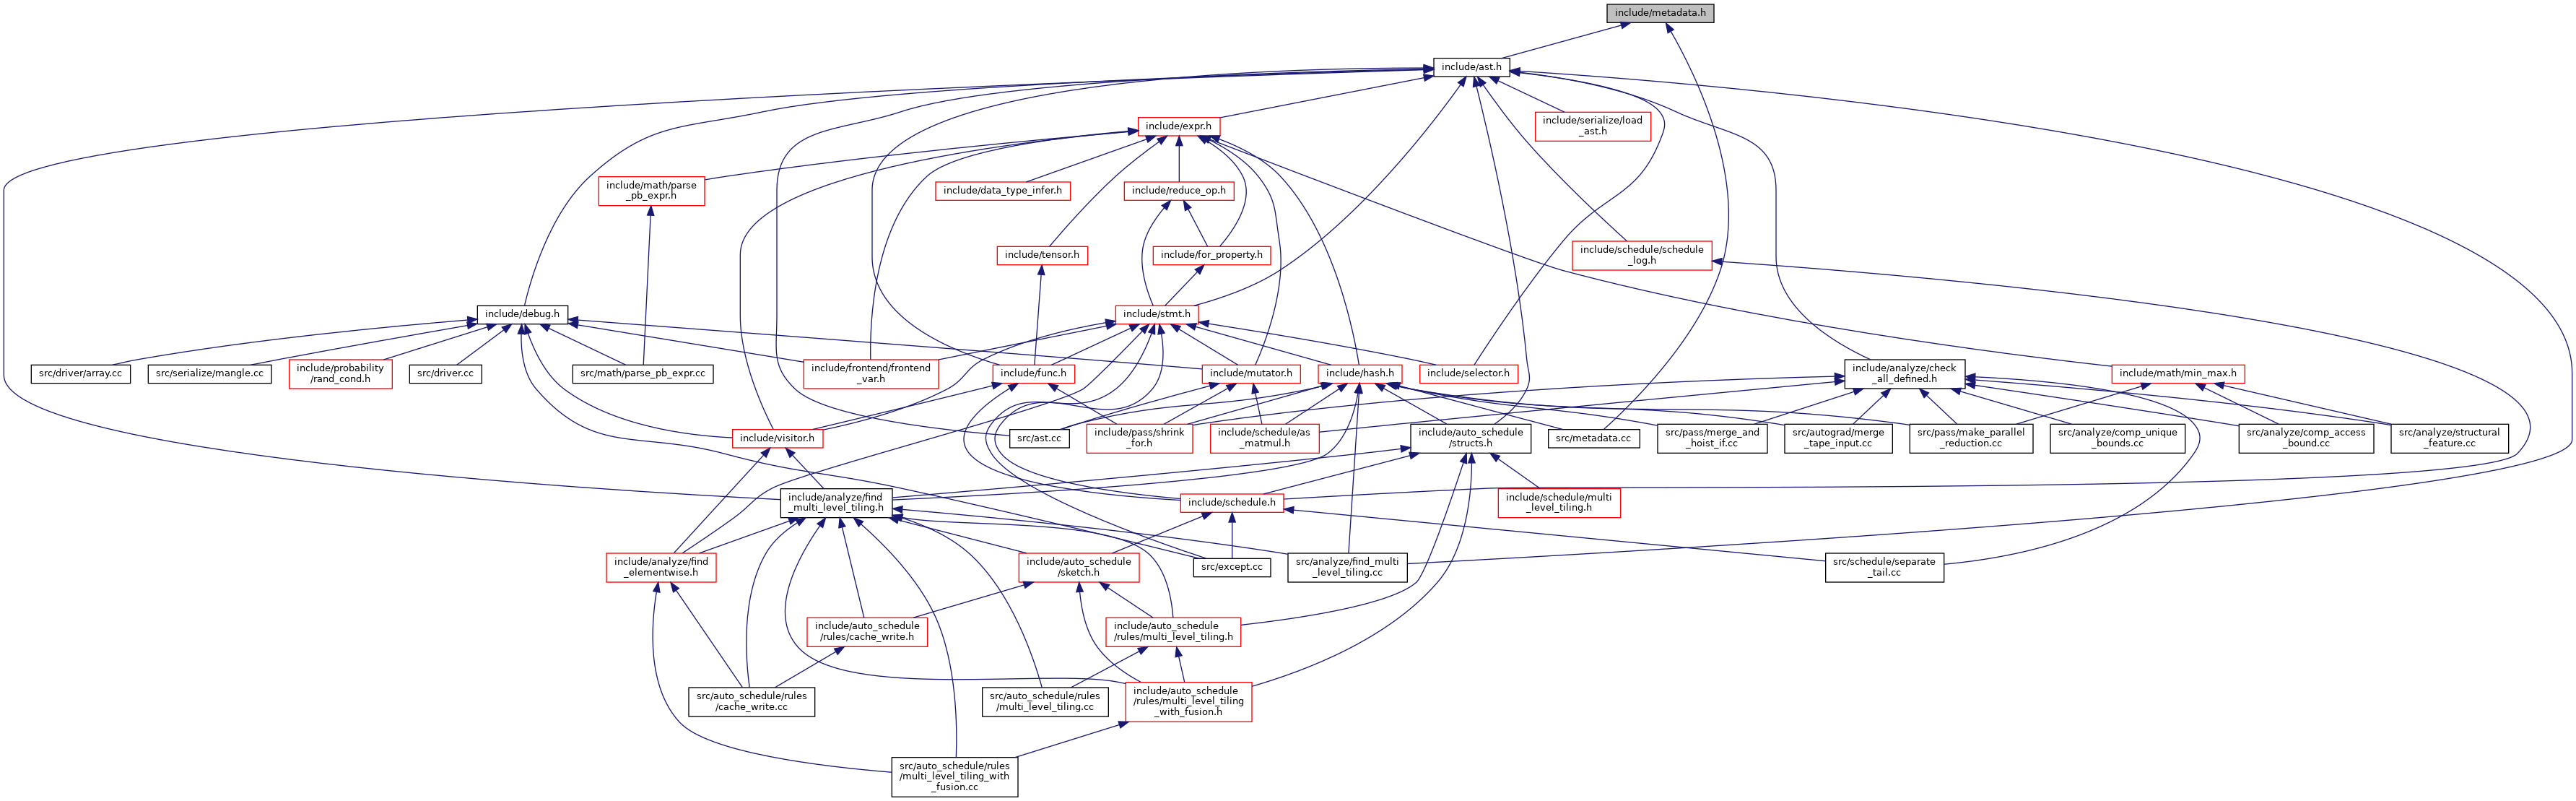 include/metadata.h
include/ast.h
include/expr.h
include/serialize/load
_ast.h
include/math/parse
_pb_expr.h
include/data_type_infer.h
include/reduce_op.h
include/tensor.h
include/for_property.h
include/schedule/schedule
_log.h
include/debug.h
include/stmt.h
src/driver/array.cc
src/serialize/mangle.cc
include/probability
/rand_cond.h
src/driver.cc
src/math/parse_pb_expr.cc
include/frontend/frontend
_var.h
include/func.h
include/mutator.h
include/hash.h
include/selector.h
include/analyze/check
_all_defined.h
include/math/min_max.h
include/visitor.h
src/ast.cc
include/pass/shrink
_for.h
include/schedule/as
_matmul.h
include/auto_schedule
/structs.h
src/metadata.cc
src/pass/merge_and
_hoist_if.cc
src/autograd/merge
_tape_input.cc
src/pass/make_parallel
_reduction.cc
src/analyze/comp_unique
_bounds.cc
src/analyze/comp_access
_bound.cc
src/analyze/structural
_feature.cc
include/analyze/find
_multi_level_tiling.h
include/schedule.h
include/schedule/multi
_level_tiling.h
include/analyze/find
_elementwise.h
include/auto_schedule
/sketch.h
src/except.cc
src/analyze/find_multi
_level_tiling.cc
src/schedule/separate
_tail.cc
include/auto_schedule
/rules/cache_write.h
include/auto_schedule
/rules/multi_level_tiling.h
src/auto_schedule/rules
/cache_write.cc
src/auto_schedule/rules
/multi_level_tiling.cc
include/auto_schedule
/rules/multi_level_tiling
_with_fusion.h
src/auto_schedule/rules
/multi_level_tiling_with
_fusion.cc